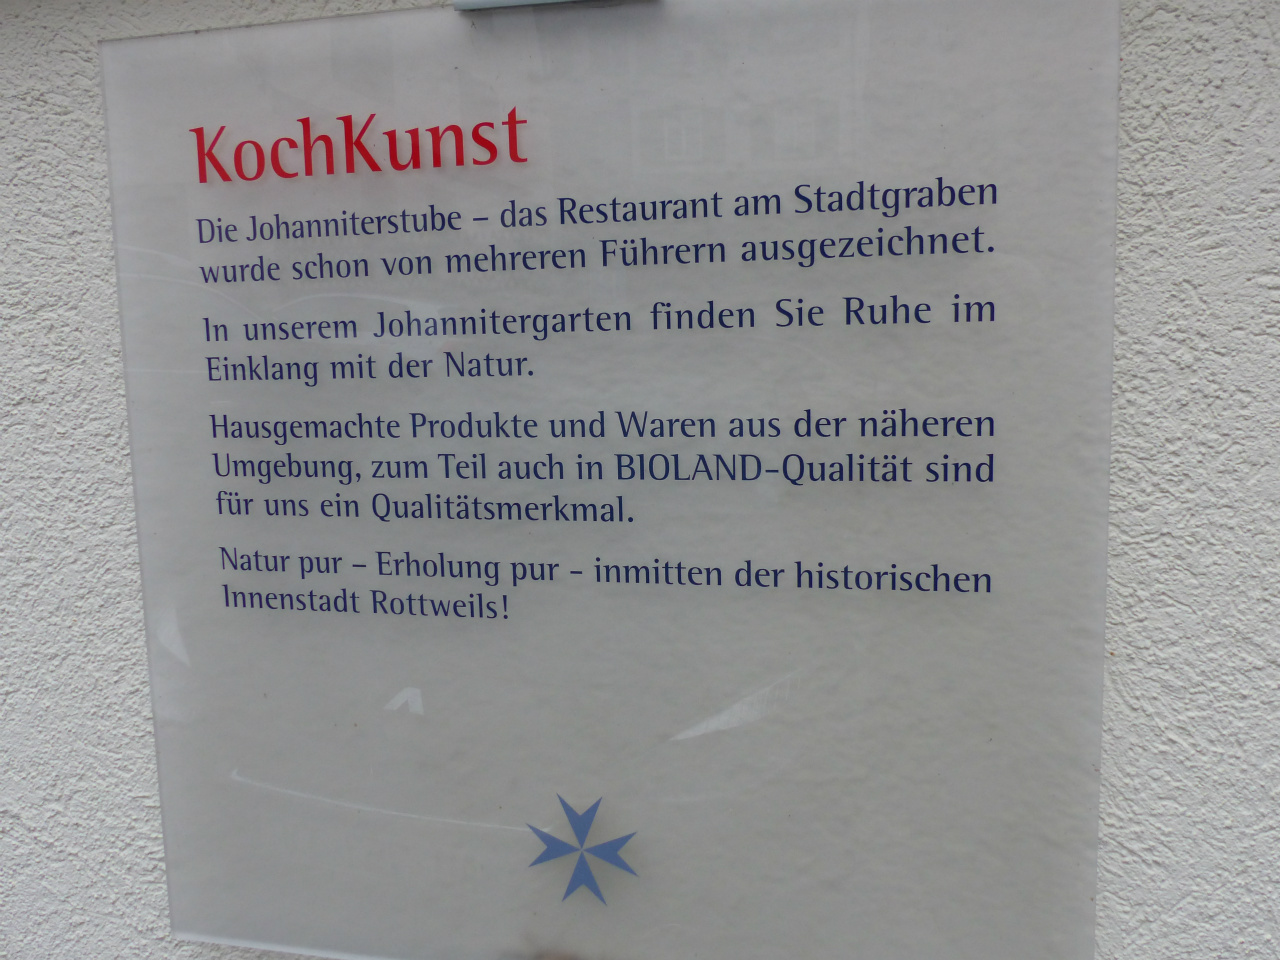 KochKunst
Die Johanniterstube – das Restaurant am Stadtgraben
wurde schon von mehreren Führern ausgezeichnet.
In unserem Johannitergarten finden Sie Ruhe im
Einklang mit der Natur.
Hausgemachte Produkte und Waren aus der näheren
Umgebung, zum Teil auch in BIOLAND-Qualität sind
für uns ein Qualitätsmerkmal.
Natur pur – Erholung pur – inmitten der historischen
Innenstadt Rottweils!